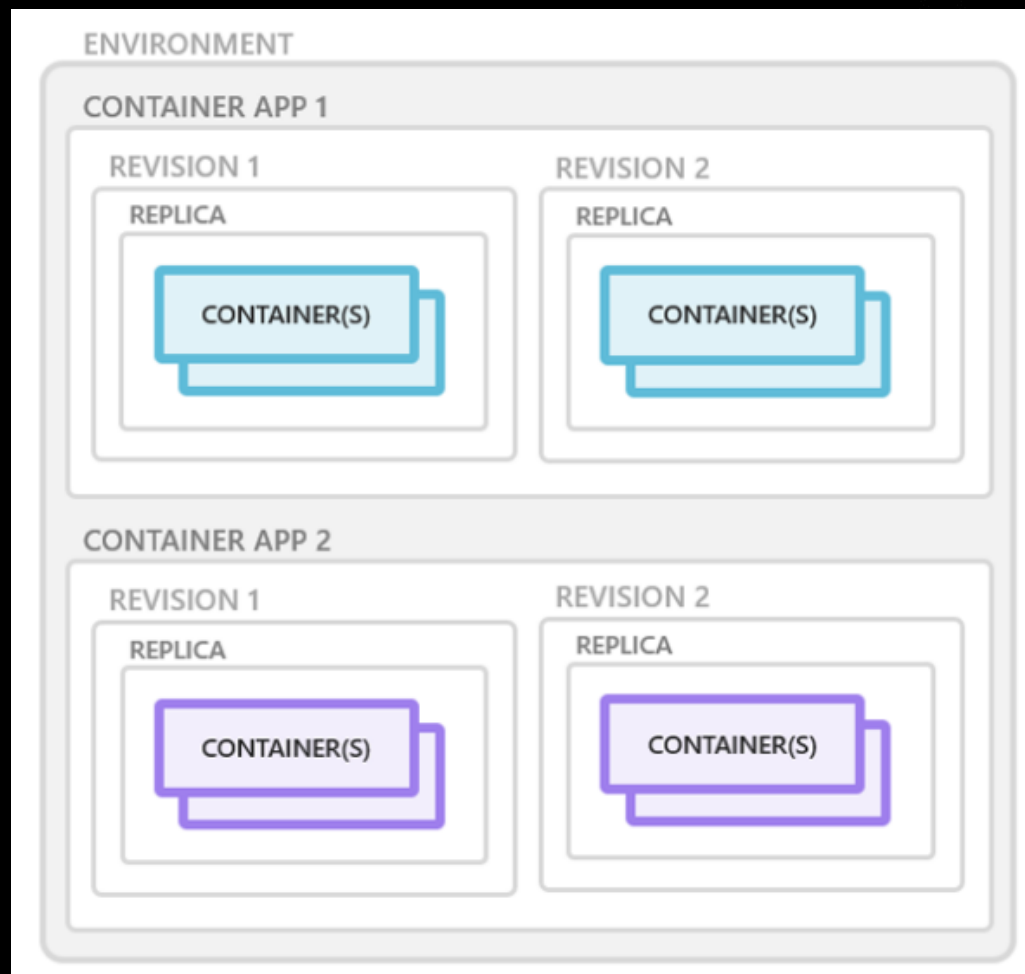 ENVIRONMENT
CONTAINER APP 1
REVISION 1
REVISION 2
REPLICA
REPLICA
CONTAINER(S)
CONTAINER(S)
CONTAINER APP 2
REVISION 1
REVISION 2
REPLICA
REPLICA
CONTAINER(S)
CONTAINER(S)